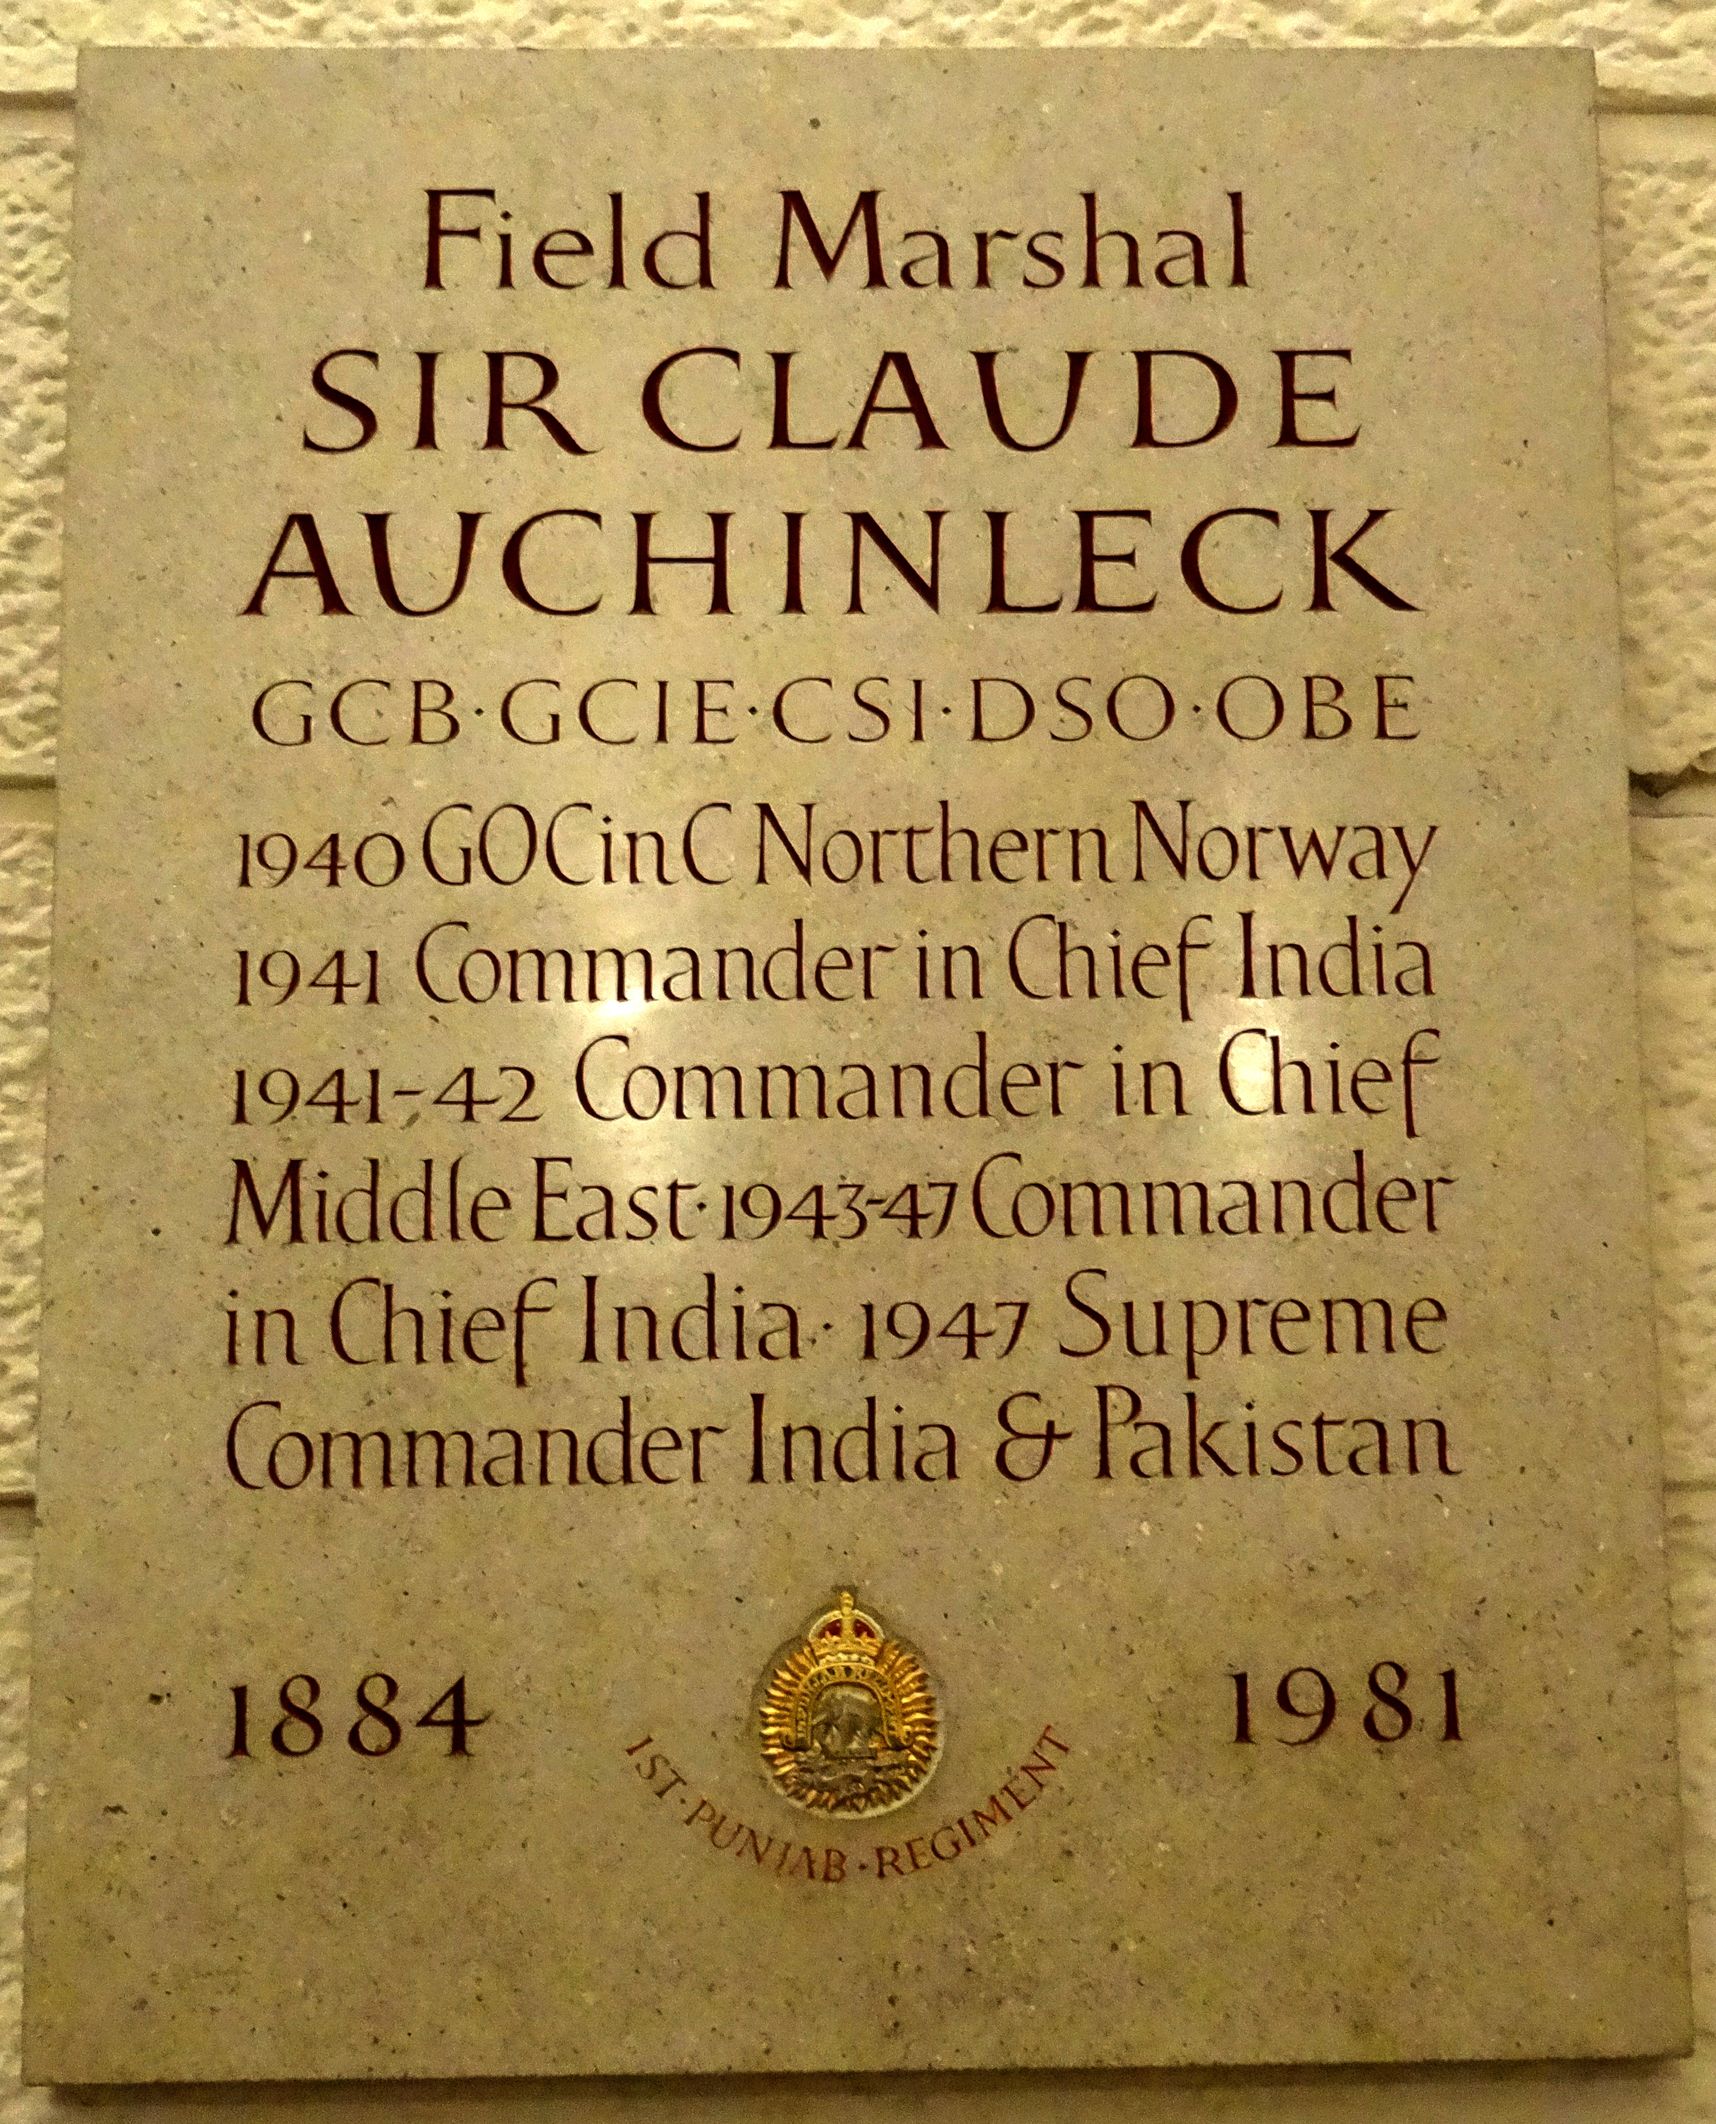 Field Marshal
SIR CLAUDE
AUCHINLECK
GCB·GCIE·CSI·DSO·OBE
1940 GOCinC Northern Norway
1941 Commander in Chief India
1941-42 Commander in Chief
Middle East·1943-47 Commander
in Chief India·1947 Supreme
Commander India & Pakistan
1884 1981
1ST·PUNJAB·REGIMENT